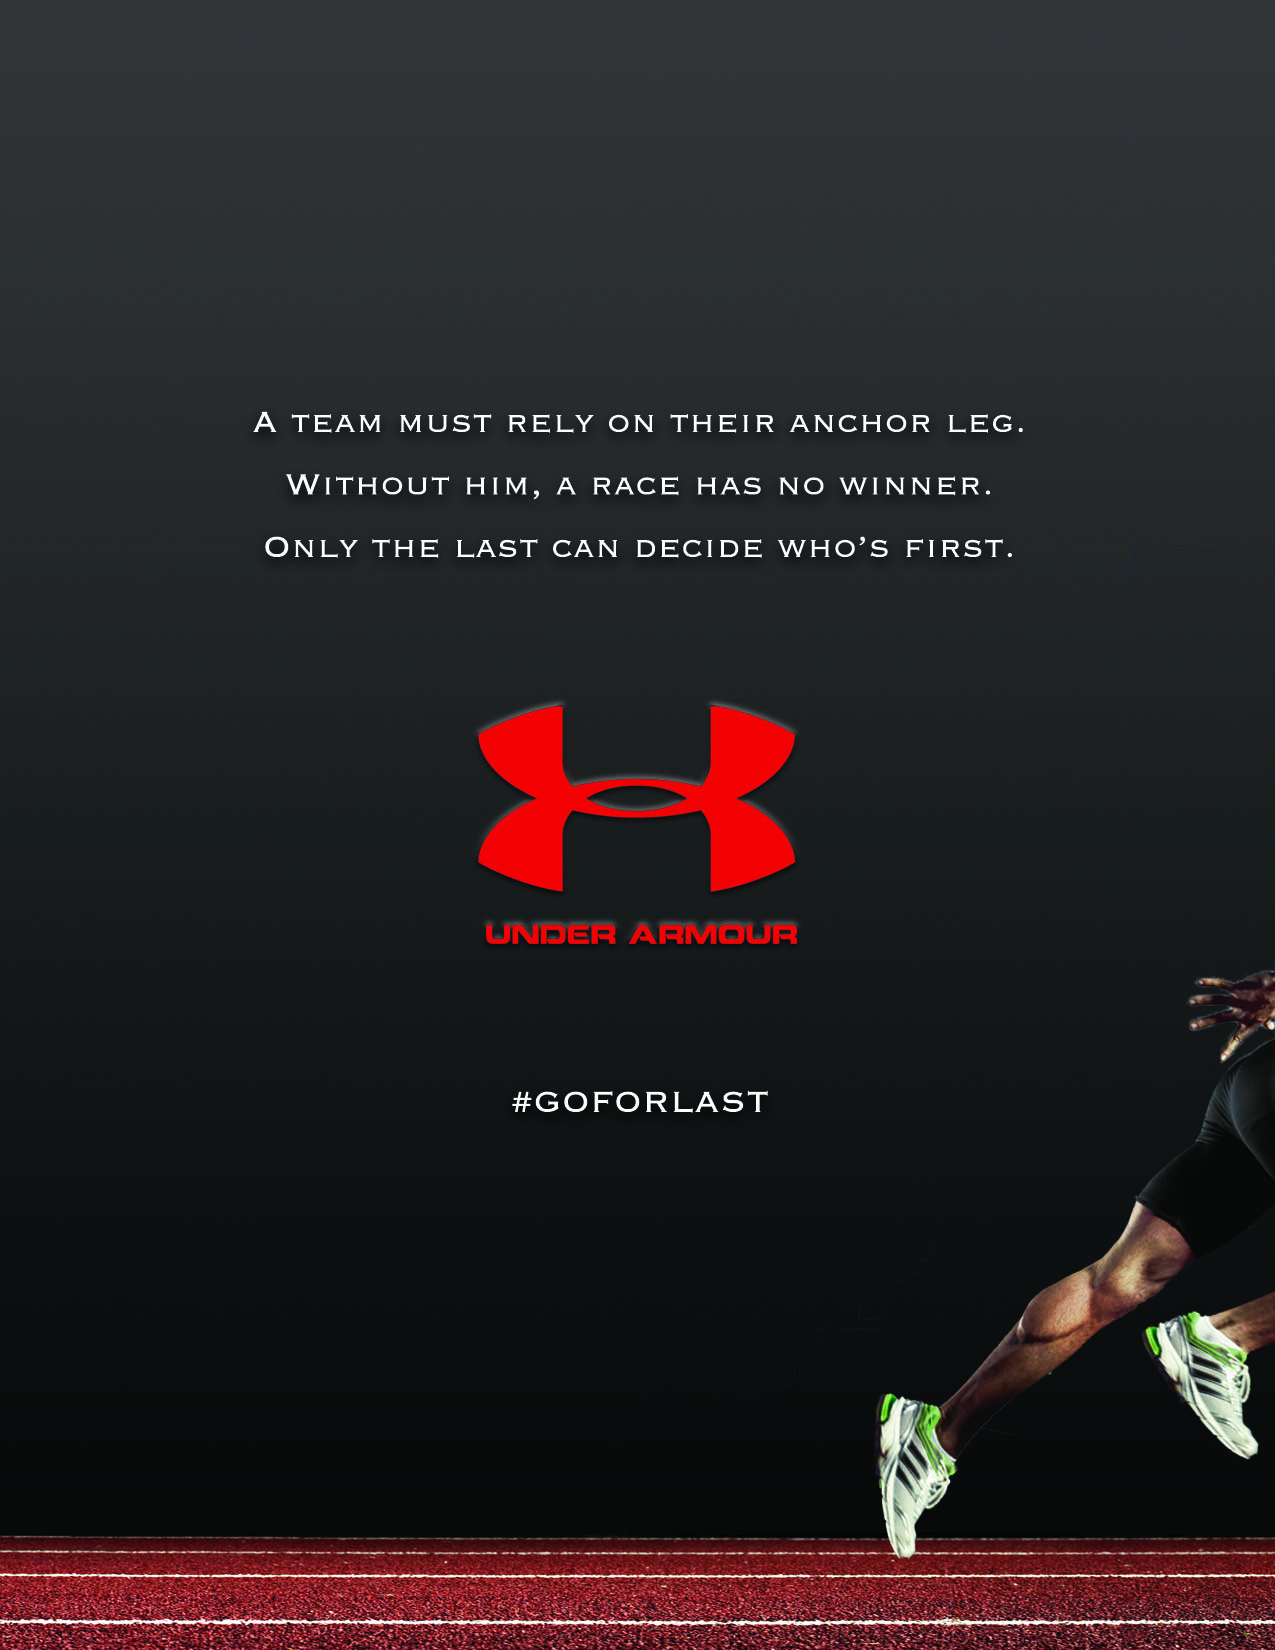 A TEAM MUST RELY ON THEIR ANCHOR LEG.
WITHOUT HIM, A RACE HAS NO WINNER.
ONLY THE LAST CAN DECIDE WHO’S FIRST.
UNDER ARMOUR
#GOFORLAST